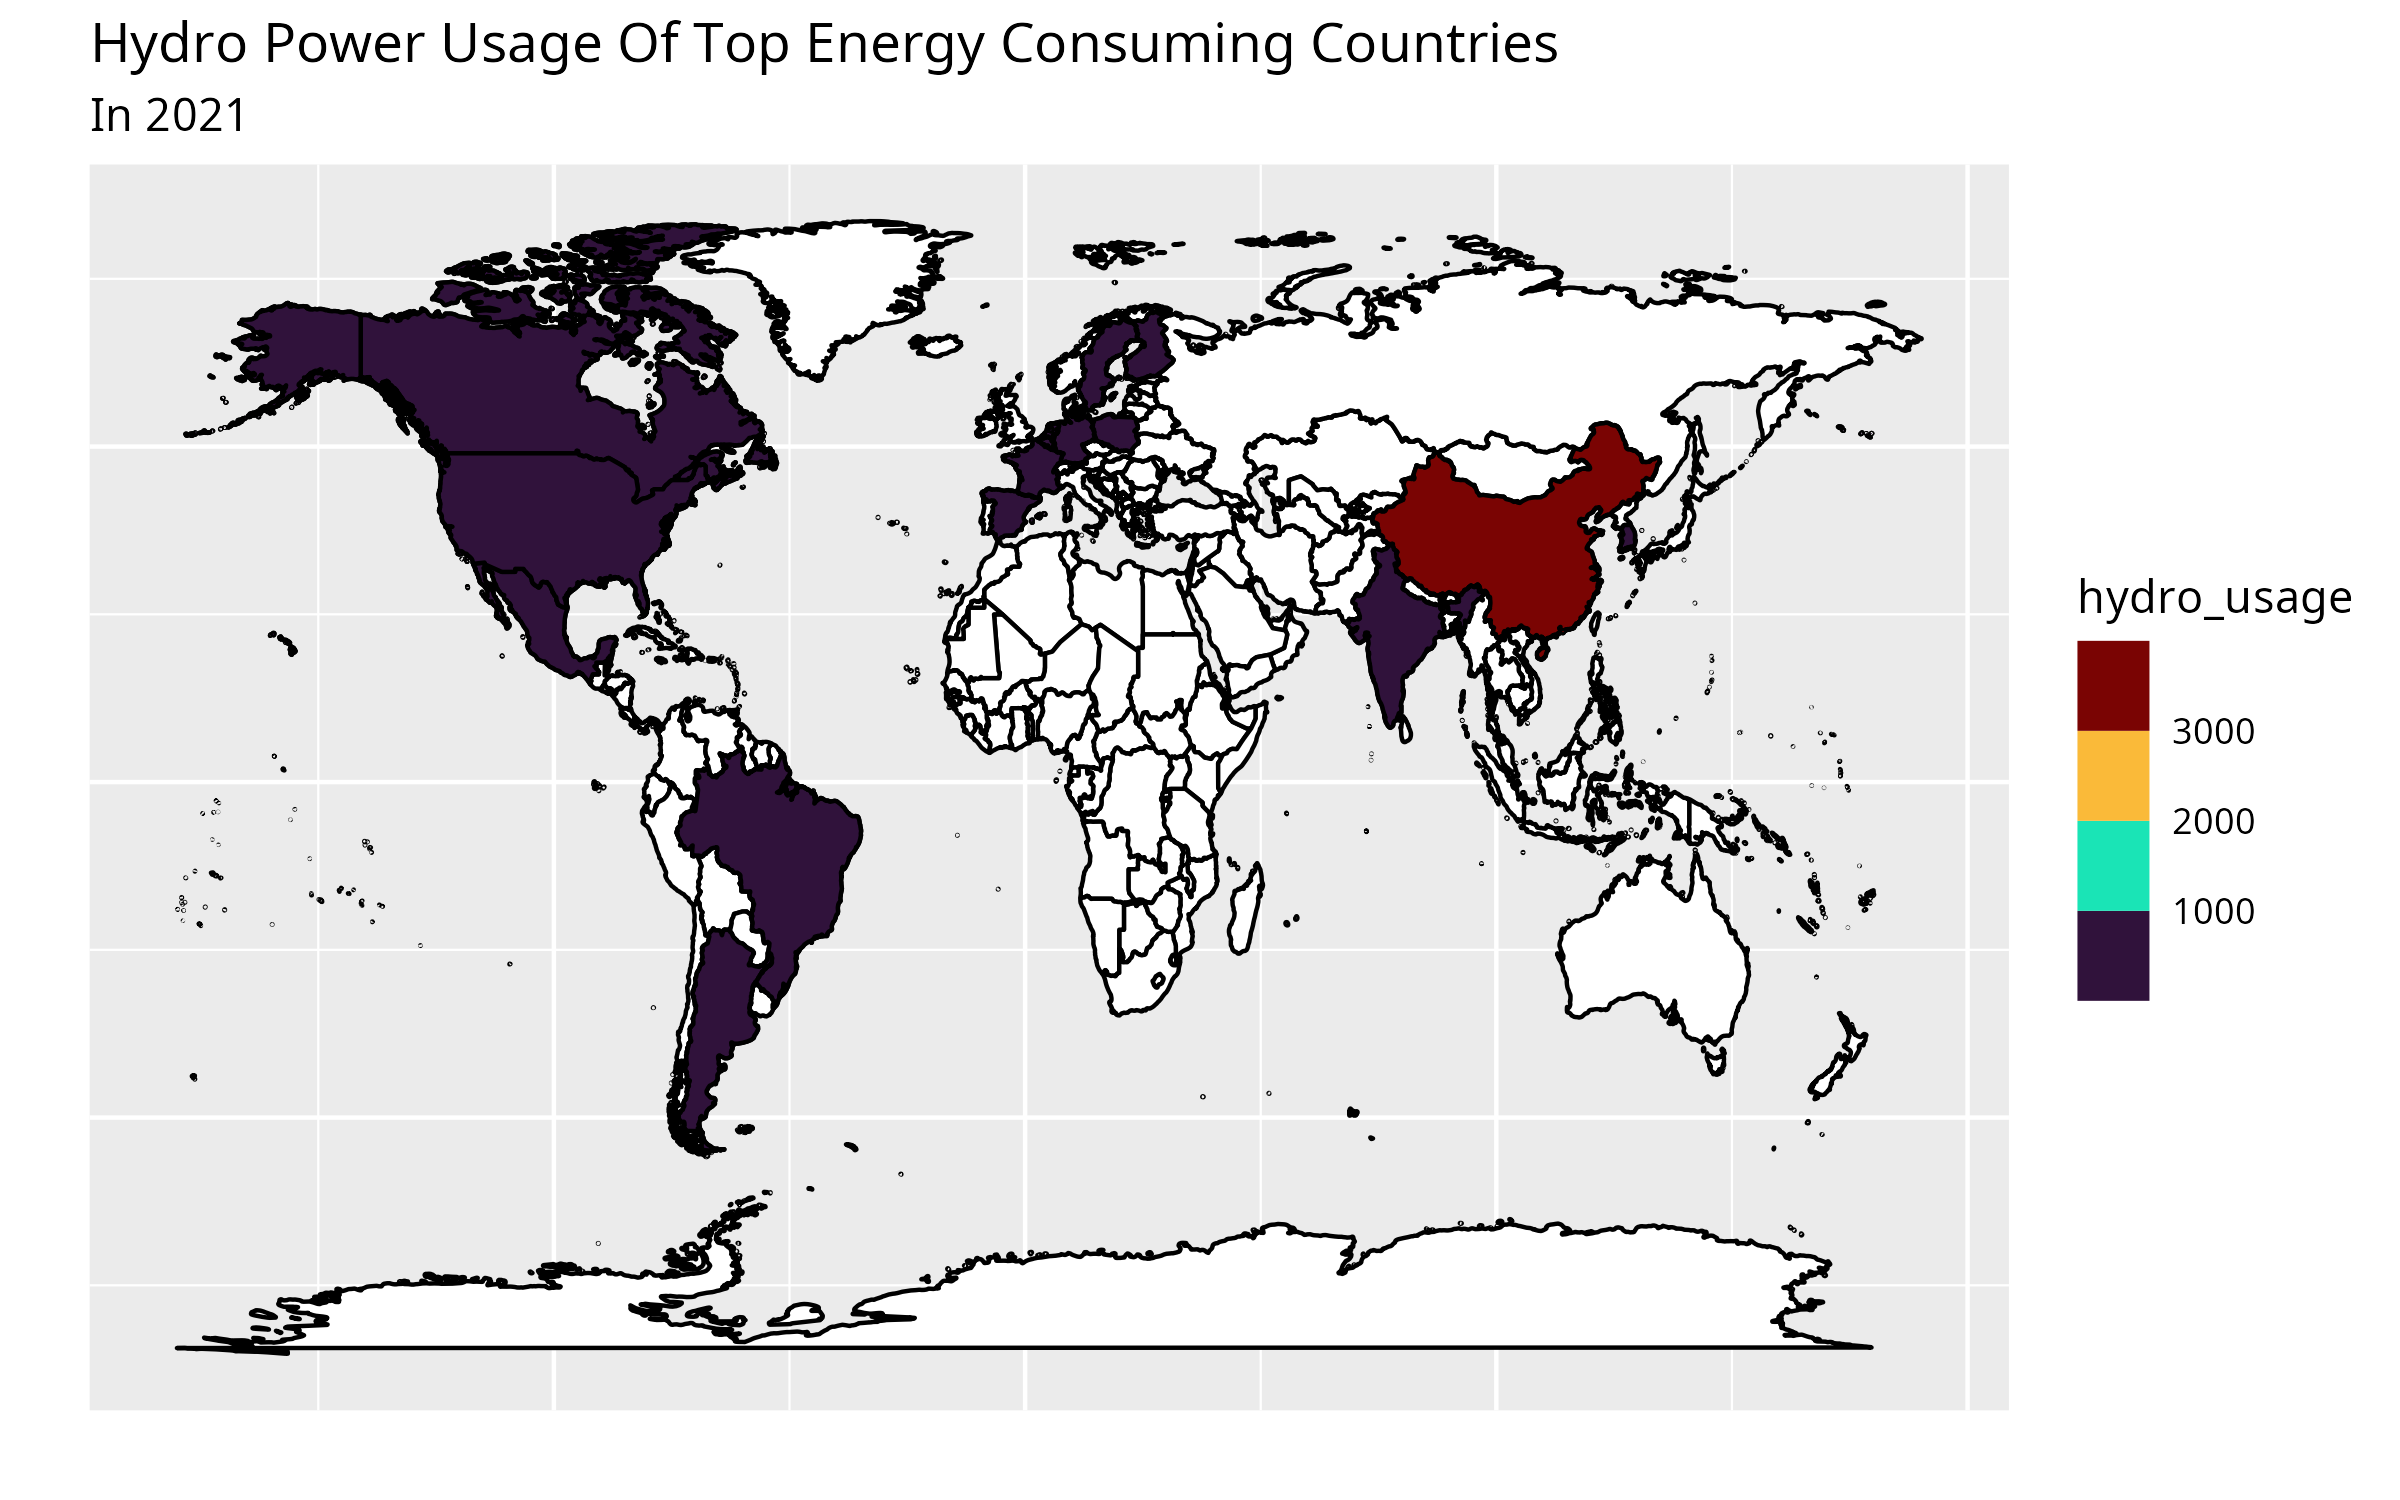 Hydro Power Usage Of Top Energy Consuming Countries
In 2021
hydro_usage
3000
2000
1000